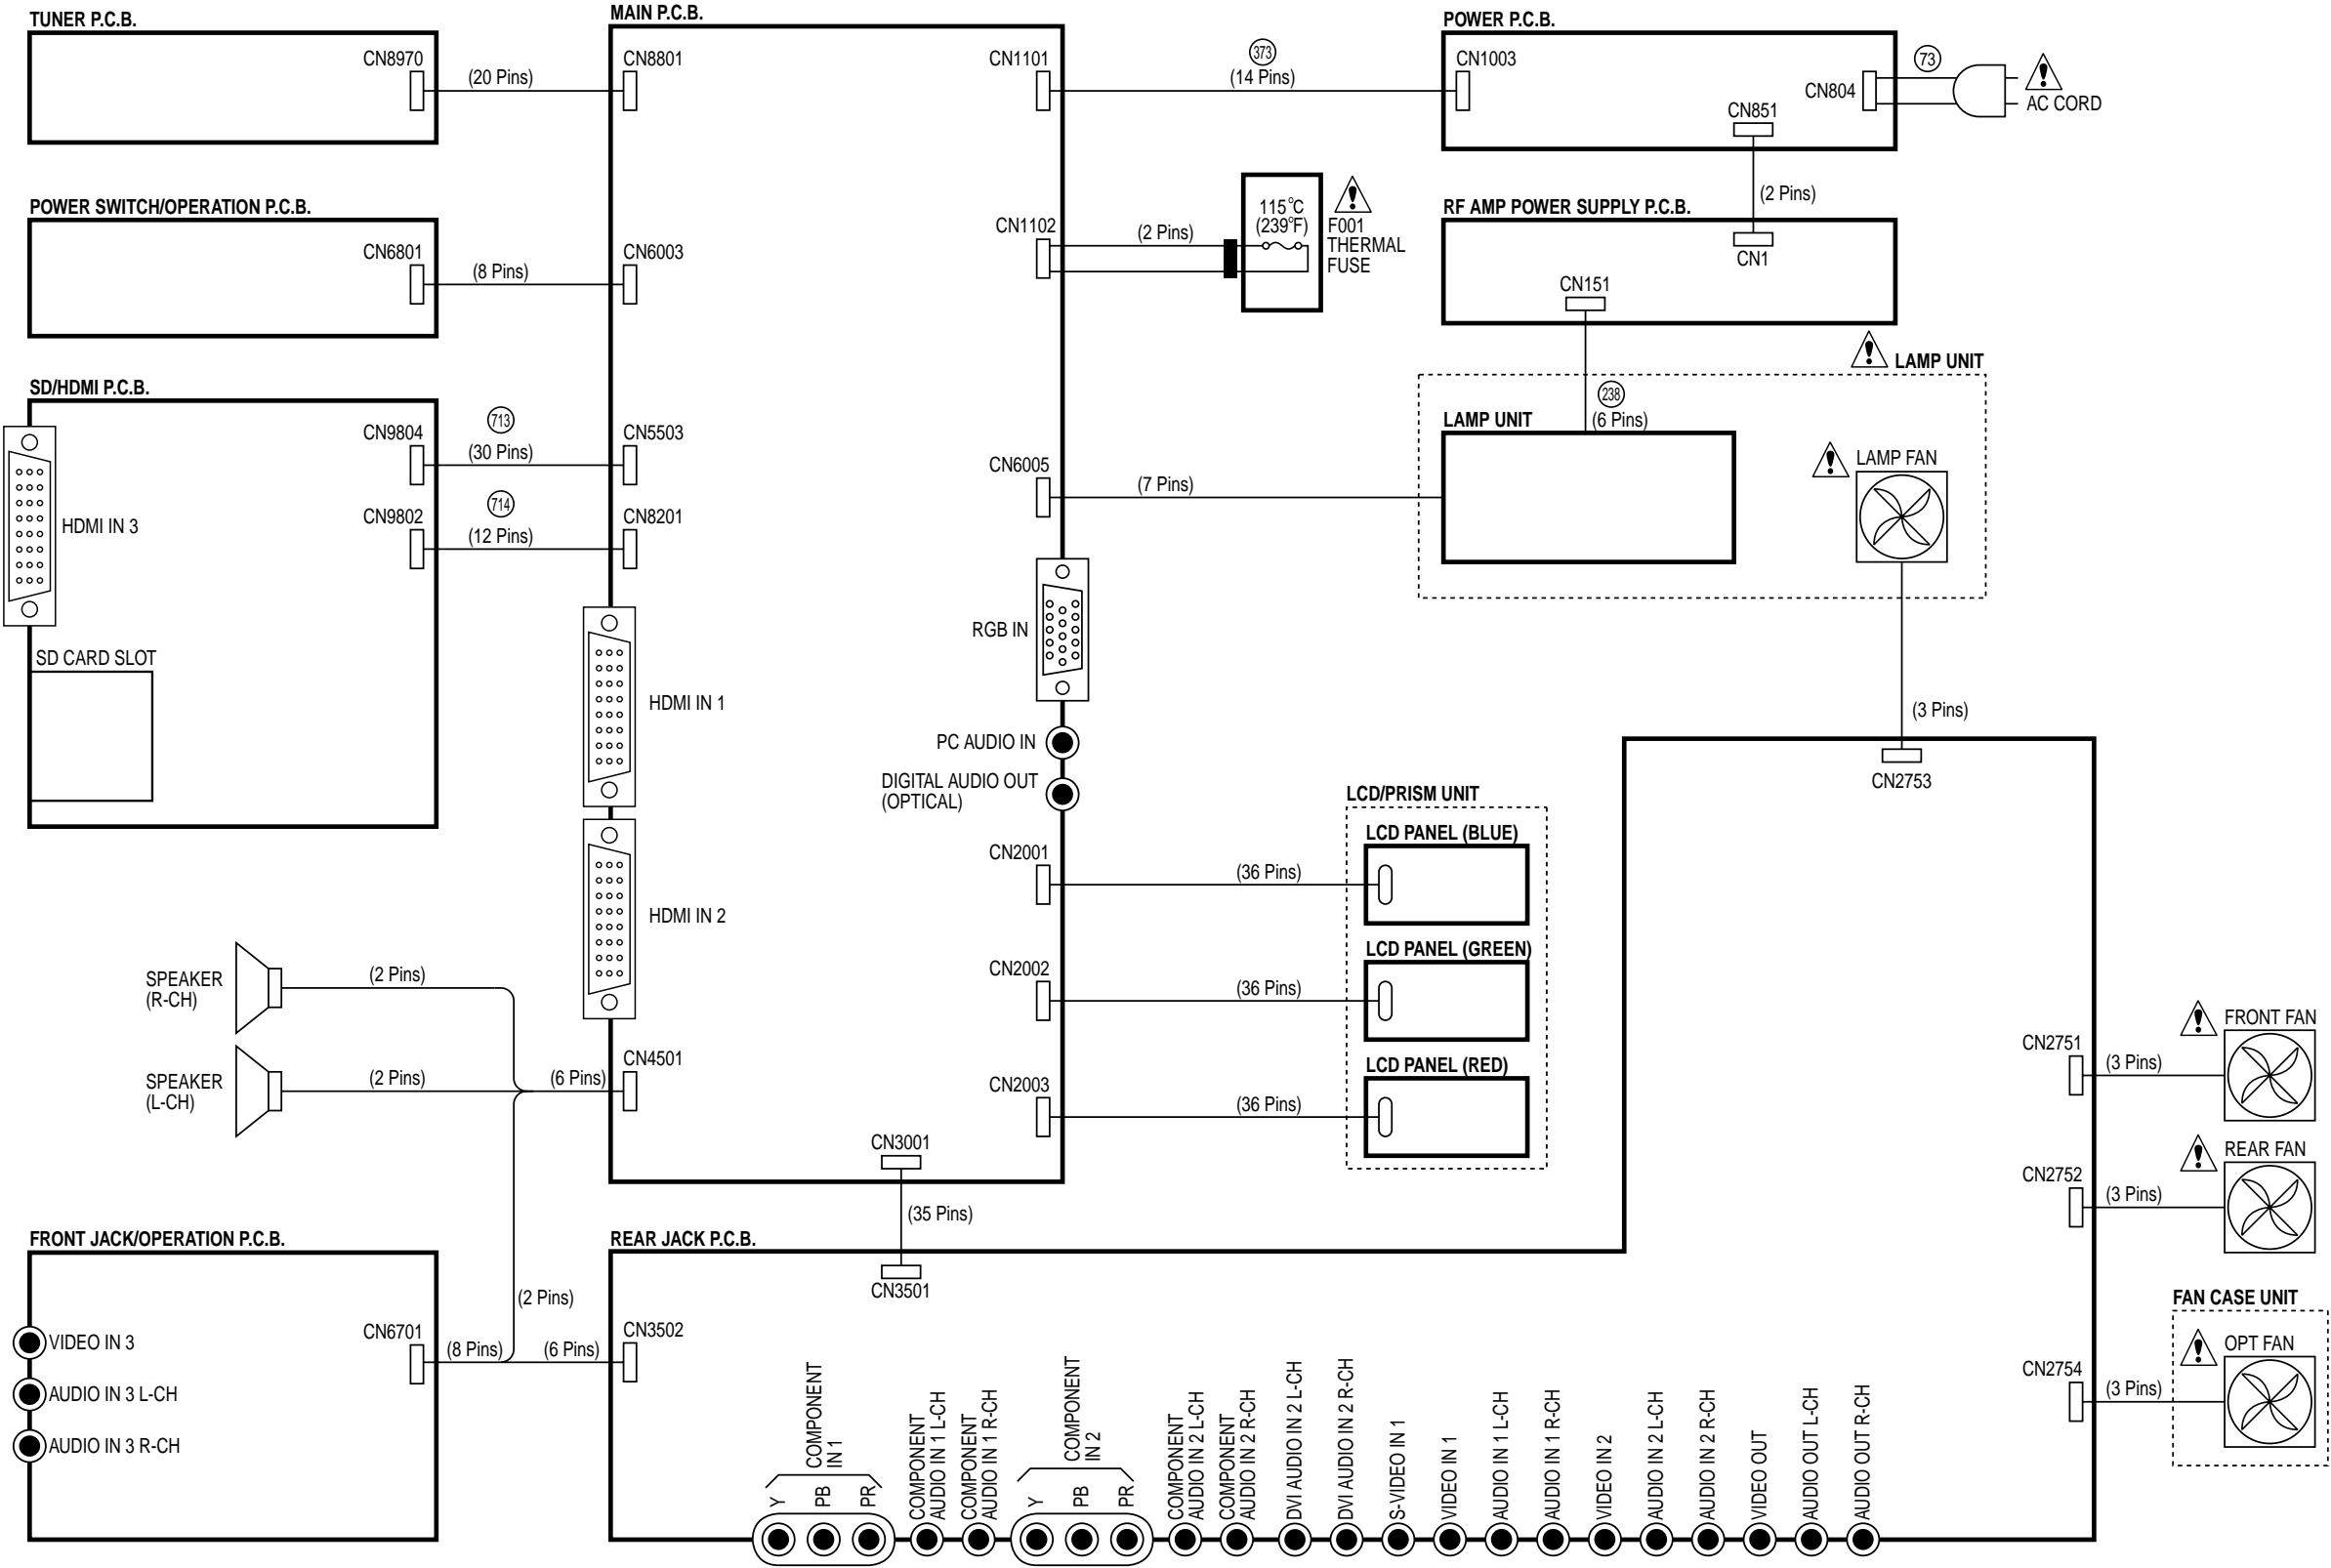 TUNER P.C.B.
CN8970
(20 Pins)
MAIN P.C.B.
CN8801
CN1101
373
(14 Pins)
POWER P.C.B.
CN1003
CN804
73
AC CORD
CN851
(2 Pins)
POWER SWITCH/OPERATION P.C.B.
CN6801
(8 Pins)
CN6003
CN1102
(2 Pins)
115°C
(239°F)
F001
THERMAL
FUSE
RF AMP POWER SUPPLY P.C.B.
CN1
CN151
LAMP UNIT
238
(6 Pins)
LAMP UNIT
LAMP FAN
SD/HDMI P.C.B.
CN9804
713
(30 Pins)
CN5503
CN9802
714
(12 Pins)
CN8201
HDMI IN 3
SD CARD SLOT
CN6005
(7 Pins)
RGB IN
HDMI IN 1
PC AUDIO IN
DIGITAL AUDIO OUT
(OPTICAL)
HDMI IN 2
(3 Pins)
CN2753
LCD/PRISM UNIT
LCD PANEL (BLUE)
CN2001
(36 Pins)
LCD PANEL (GREEN)
CN2002
(36 Pins)
LCD PANEL (RED)
CN2003
(36 Pins)
SPEAKER
(R-CH)
(2 Pins)
SPEAKER
(L-CH)
(2 Pins)
(6 Pins)
CN4501
CN3001
(35 Pins)
CN2751
(3 Pins)
FRONT FAN
CN2752
(3 Pins)
REAR FAN
FAN CASE UNIT
CN2754
(3 Pins)
OPT FAN
FRONT JACK/OPERATION P.C.B.
CN6701
(8 Pins)
(2 Pins)
(6 Pins)
VIDEO IN 3
AUDIO IN 3 L-CH
AUDIO IN 3 R-CH
REAR JACK P.C.B.
CN3501
CN3502
COMPONENT
IN 1
Y
PB
PR
COMPONENT
AUDIO IN 1 L-CH
COMPONENT
AUDIO IN 1 R-CH
COMPONENT
IN 2
Y
PB
PR
COMPONENT
AUDIO IN 2 L-CH
COMPONENT
AUDIO IN 2 R-CH
DVI AUDIO IN 2 L-CH
DVI AUDIO IN 2 R-CH
S-VIDEO IN 1
VIDEO IN 1
AUDIO IN 1 L-CH
AUDIO IN 1 R-CH
VIDEO IN 2
AUDIO IN 2 L-CH
AUDIO IN 2 R-CH
VIDEO OUT
AUDIO OUT L-CH
AUDIO OUT R-CH